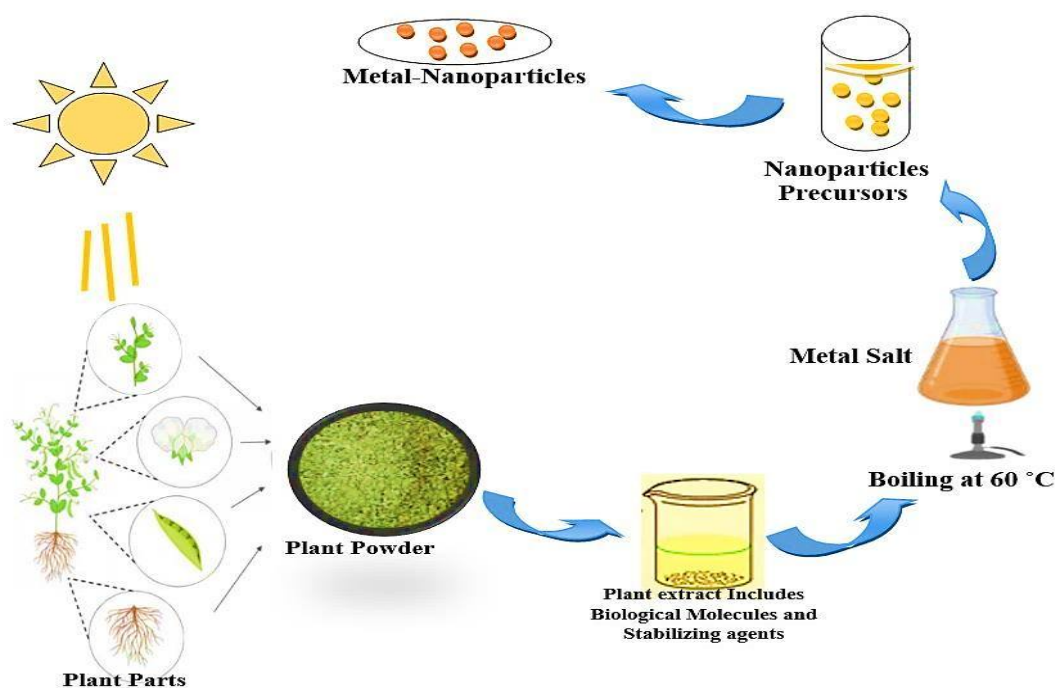 Metal-Nanoparticles
Nanoparticles
Precursors
Metal Salt
Boiling at 60 °C
Plant Powder
Plant extract Includes
Biological Molecules and
Stabilizing agents
Plant Parts